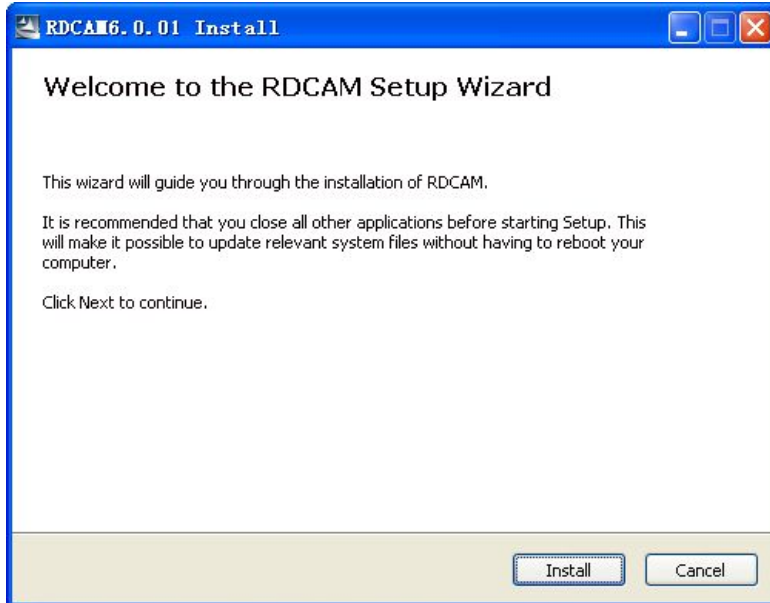 RDCAM6.0.01 Install
Welcome to the RDCAM Setup Wizard
This wizard will guide you through the installation of RDCAM.
It is recommended that you close all other applications before starting Setup. This
will make it possible to update relevant system files without having to reboot your
computer.
Click Next to continue.
Install
Cancel